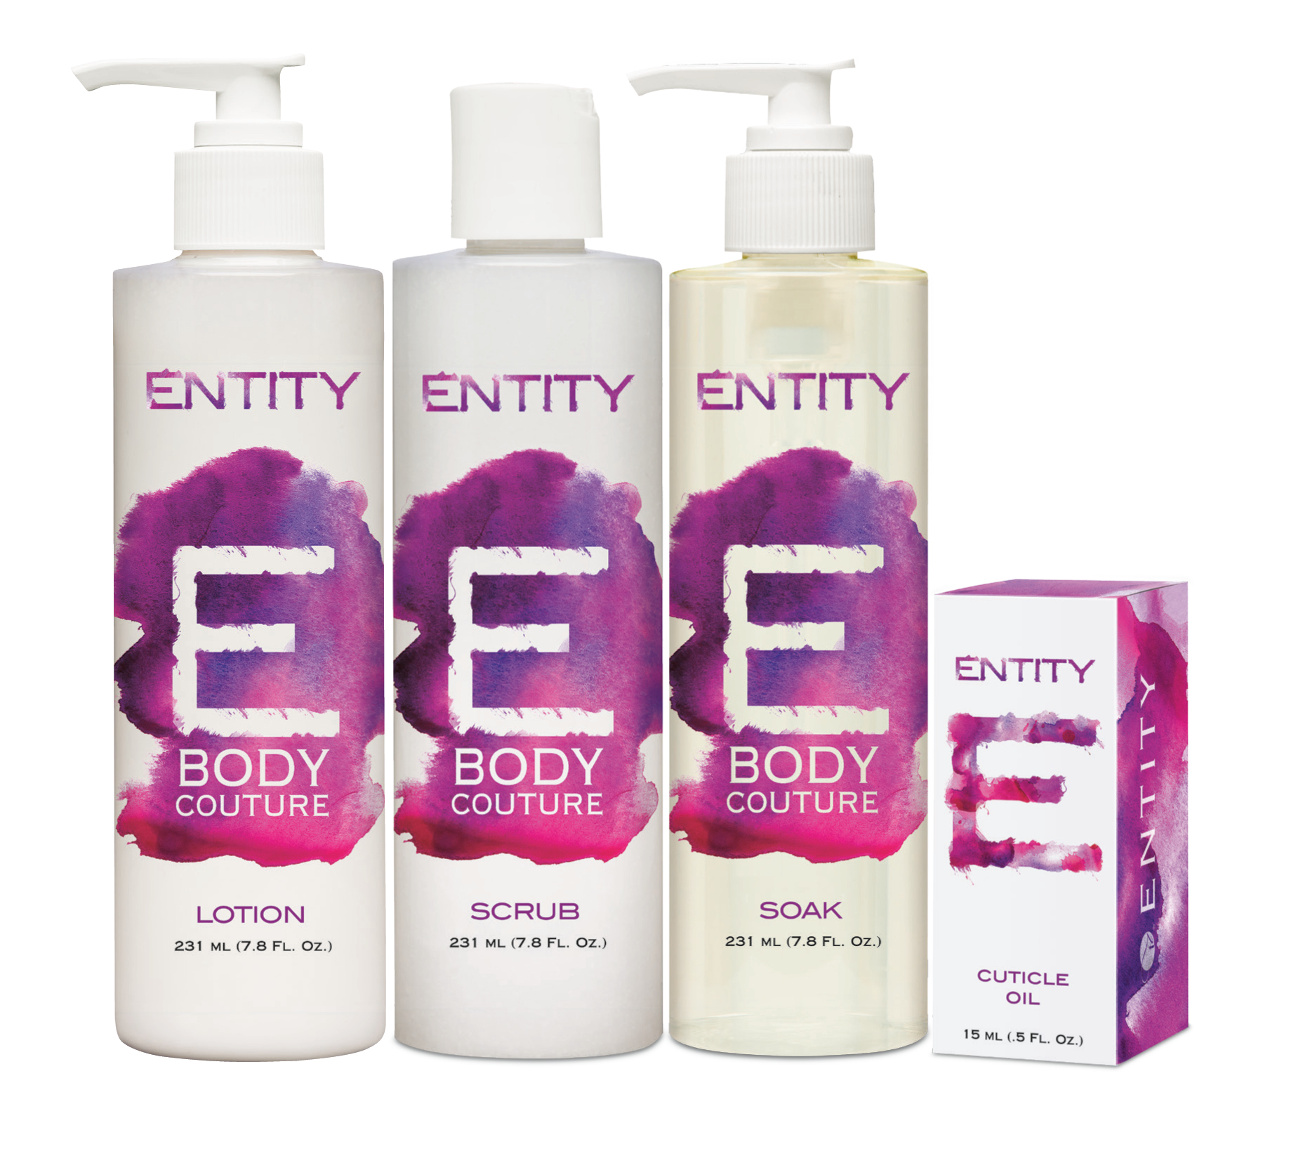 ENTITY
E
BODY
COUTURE
LOTION
231 ML (7.8 FL. OZ.)
ENTITY
E
BODY
COUTURE
SCRUB
231 ML (7.8 FL. OZ.)
ENTITY
E
BODY
COUTURE
SOAK
231 ML (7.8 FL. OZ.)
ENTITY
E
CUTICLE
OIL
15 ML (.5 FL. OZ.)
ENTITY